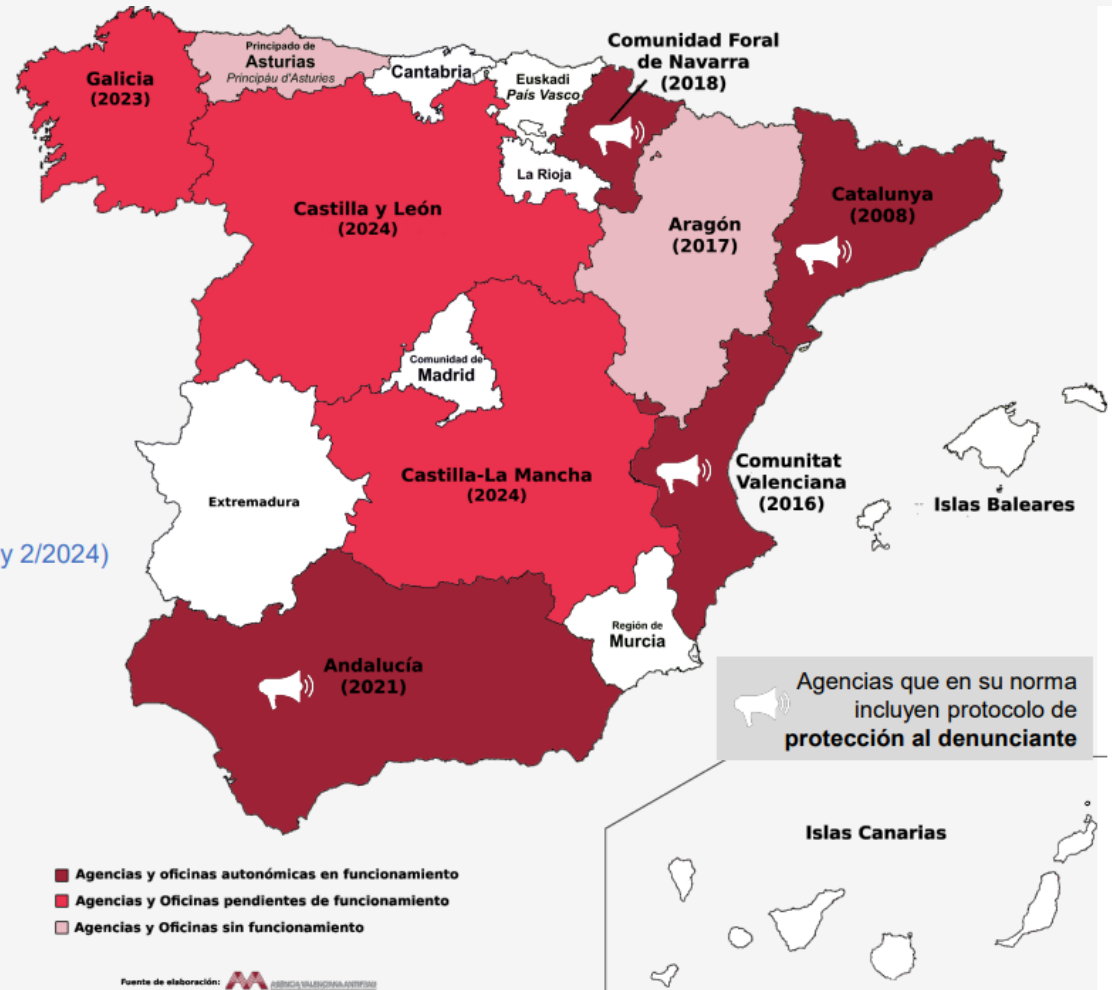 Principado de
Asturias
Principáu d'Asturies
Galicia
(2023)
Cantabria
Euskadi
País Vasco
Comunidad Foral
de Navarra
(2018)
La Rioja
Castilla y León
(2024)
Aragón
(2017)
Catalunya
(2008)
Comunidad de
Madrid
Extremadura
Castilla-La Mancha
(2024)
Comunitat
Valenciana
(2016)
Islas Baleares
y 2/2024)
Región de
Murcia
Andalucía
(2021)
Agencias que en su norma
incluyen protocolo de
protección al denunciante
Islas Canarias
Agencias y oficinas autonómicas en funcionamiento
Agencias y Oficinas pendientes de funcionamiento
Agencias y Oficinas sin funcionamiento
Fuente de elaboración:
AGÈNCIA VALENCIANA ANTIFRAU